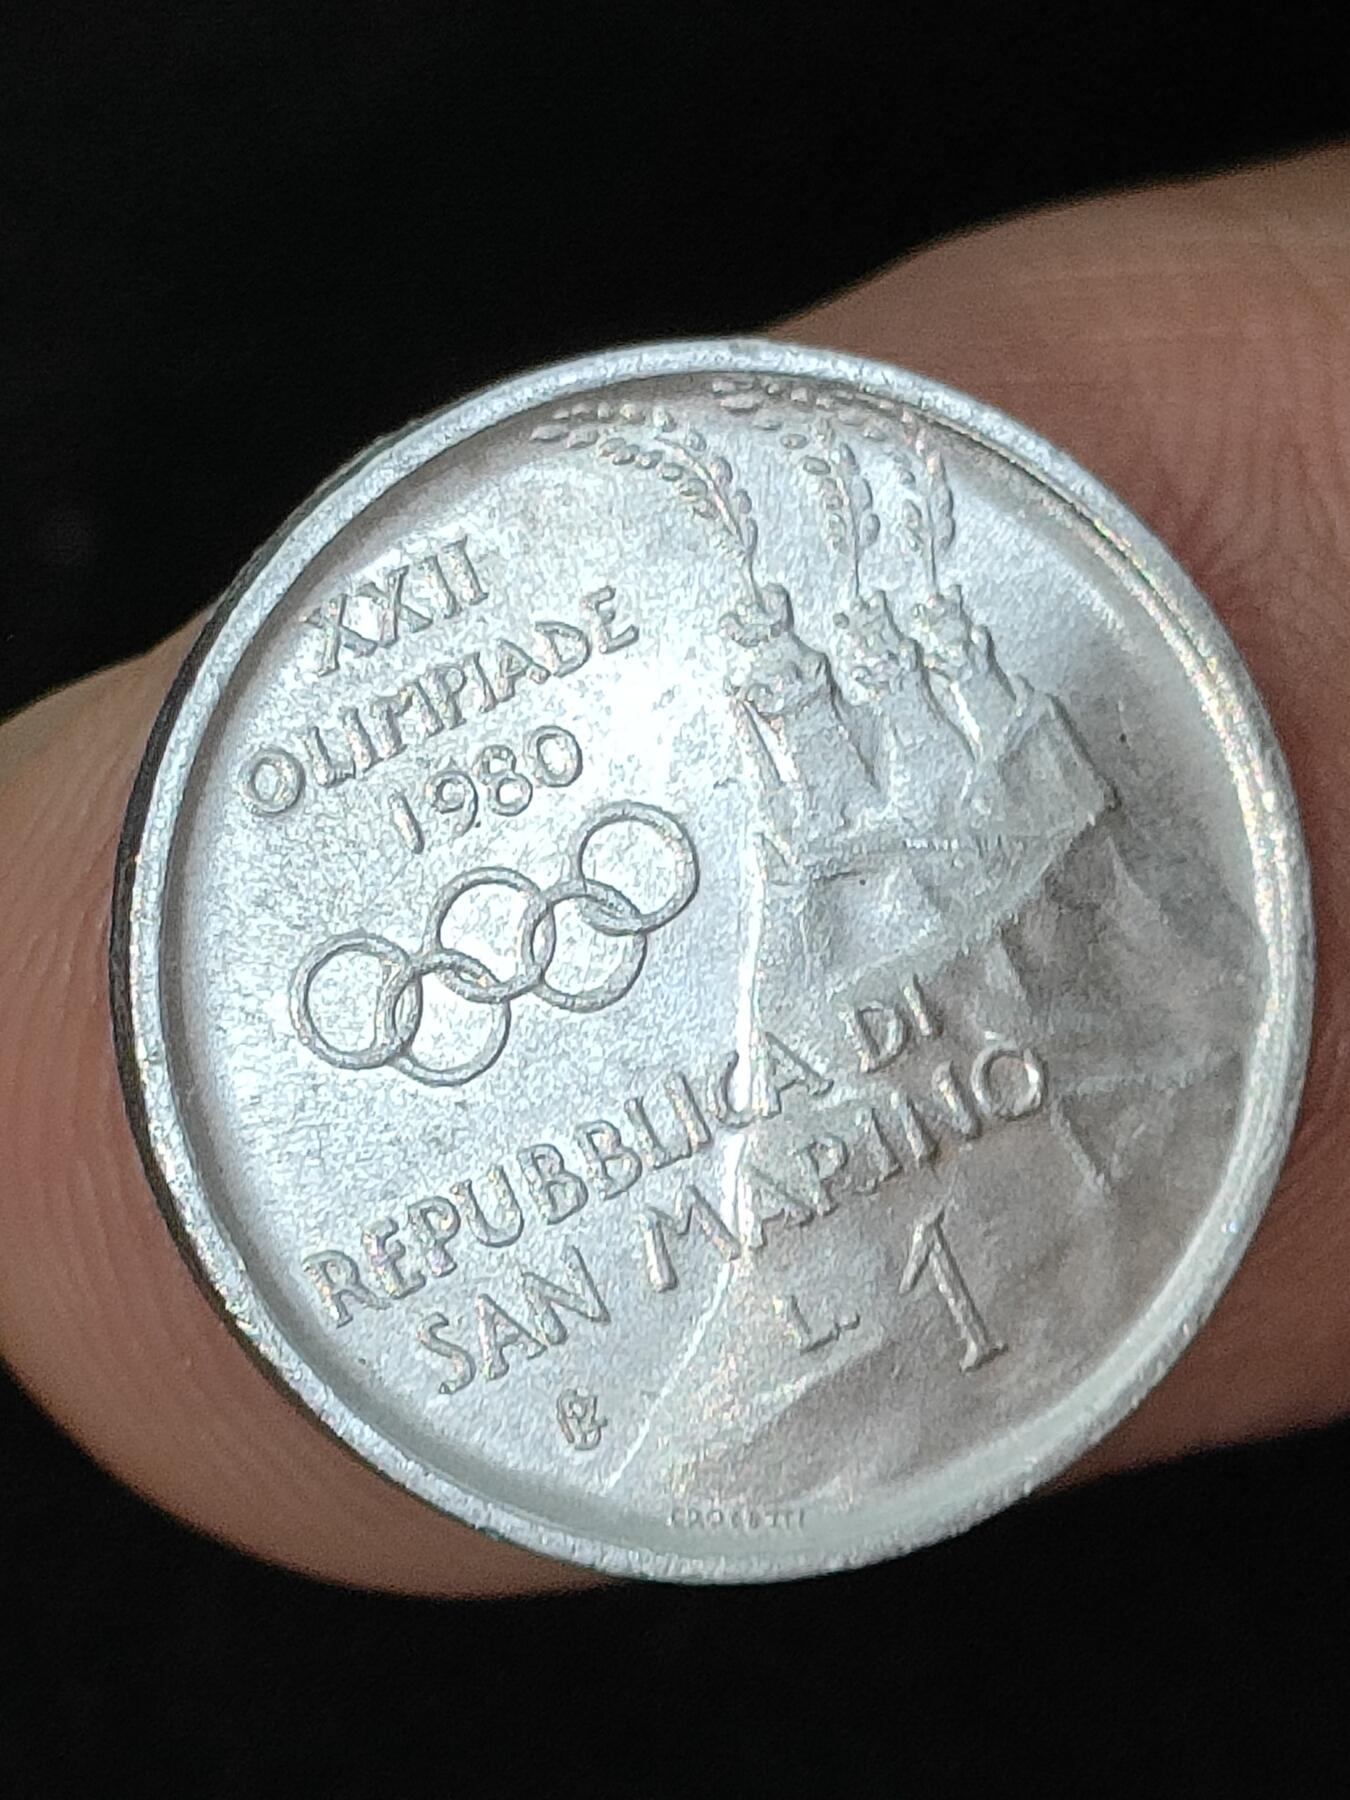 XXII
OLIMPIADE
1980
REPUBBLICA DI
SAN MARINO
L. 1
CROCETTI